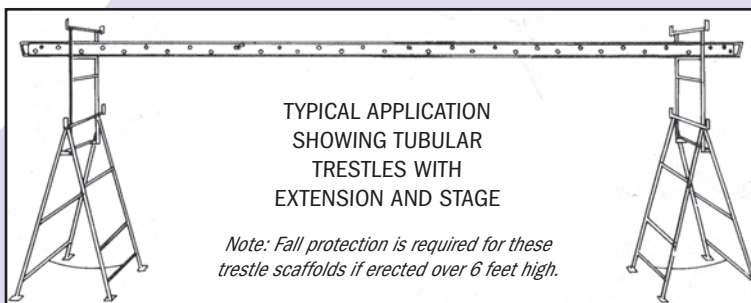 TYPICAL APPLICATION
SHOWING TUBULAR
TRESTLES WITH
EXTENSION AND STAGE
Note: Fall protection is required for these
trestle scaffolds if erected over 6 feet high.